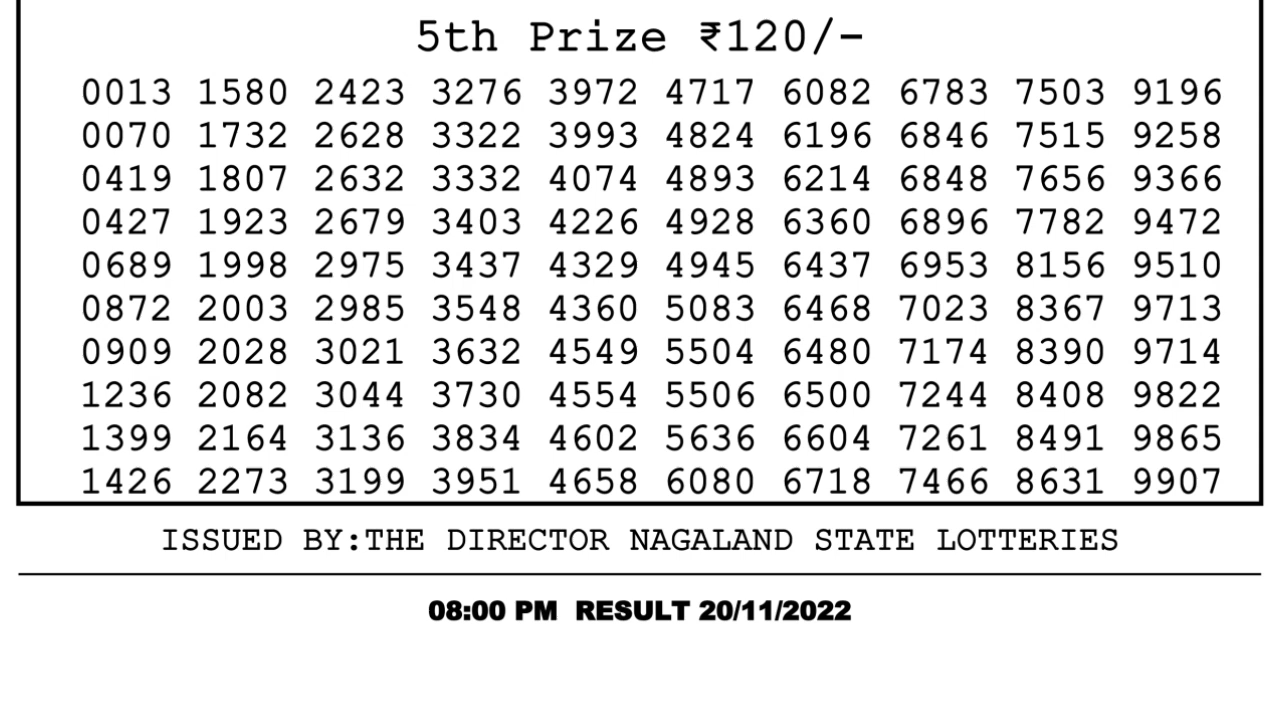 5th Prize ₹120/-
0013 1580 2423 3276 3972 4717 6082 6783 7503 9196
0070 1732 2628 3322 3993 4824 6196 6846 7515 9258
0419 1807 2632 3332 4074 4893 6214 6848 7656 9366
0427 1923 2679 3403 4226 4928 6360 6896 7782 9472
0689 1998 2975 3437 4329 4945 6437 6953 8156 9510
0872 2003 2985 3548 4360 5083 6468 7023 8367 9713
0909 2028 3021 3632 4549 5504 6480 7174 8390 9714
1236 2082 3044 3730 4554 5506 6500 7244 8408 9822
1399 2164 3136 3834 4602 5636 6604 7261 8491 9865
1426 2273 3199 3951 4658 6080 6718 7466 8631 9907
ISSUED BY:THE DIRECTOR NAGALAND STATE LOTTERIES
08:00 PM RESULT 20/11/2022